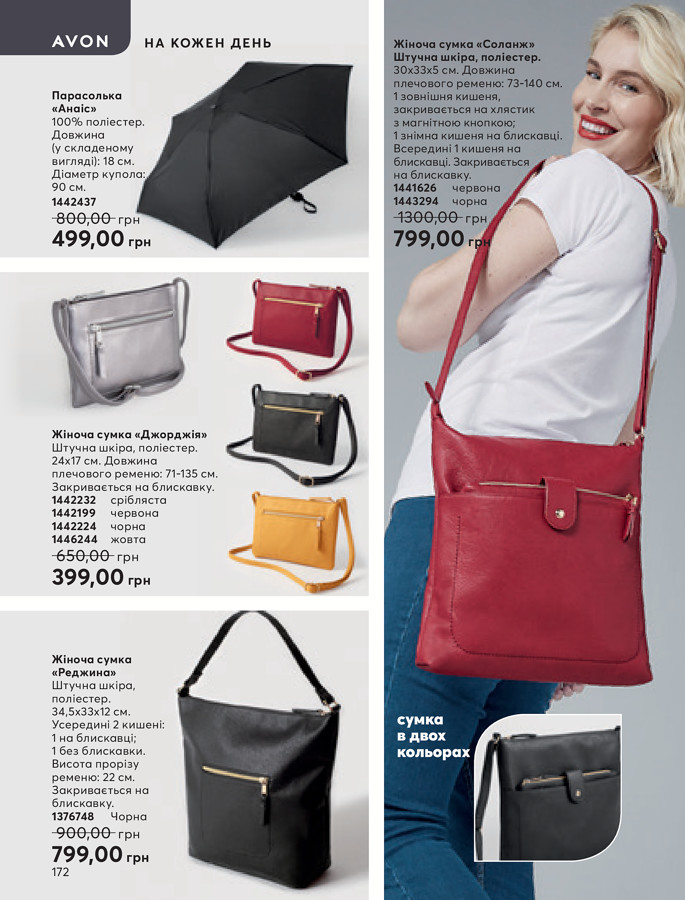 AVON
НА КОЖЕН ДЕНЬ
Парасолька
«Анаіс»
100% поліестер.
Довжина
(у складеному
вигляді): 18 см.
Діаметр купола:
90 см.
1442437
800,00 грн
499,00 грн
Жіноча сумка «Джорджія»
Штучна шкіра, поліестер.
24х17 см. Довжина
плечового ременю: 71-135 см.
Закривається на блискавку.
1442232 срібляста
1442199 червона
1442224 чорна
1446244 жовта
650,00 грн
399,00 грн
Жіноча сумка
«Реджина»
Штучна шкіра,
поліестер.
34,5х33х12 см.
Усередині 2 кишені:
1 на блискавці;
1 без блискавки.
Висота прорізу
ременю: 22 см.
Закривається на
блискавку.
1376748 Чорна
900,00 грн
799,00 грн
172
Жіноча сумка «Соланж»
Штучна шкіра, поліестер.
30х33х5 см. Довжина
плечового ременю: 73-140 см.
1 зовнішня кишеня,
закривається на хлястик
з магнітною кнопкою;
1 знімна кишеня на блискавці.
Всередині 1 кишеня на
блискавці. Закривається
на блискавку.
1441626 червона
1443294 чорна
1300,00 грн
799,00 грн
сумка
в двох
кольорах